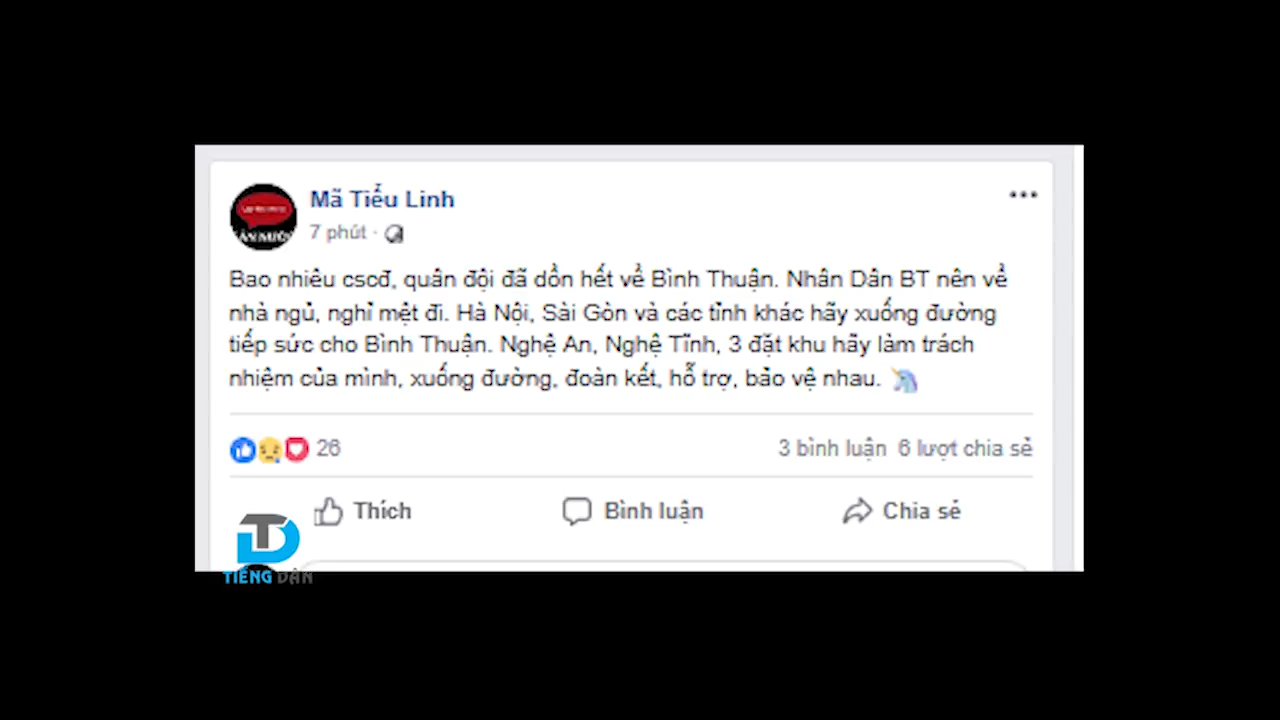 Mã Tiểu Linh
7 phút ·
Bao nhiêu cscđ, quân đội đã dồn hết về Bình Thuận. Nhân Dân BT nên về
nhà ngủ, nghỉ mệt đi. Hà Nội, Sài Gòn và các tỉnh khác hãy xuống đường
tiếp sức cho Bình Thuận. Nghệ An, Nghệ Tĩnh, 3 đặt khu hãy làm trách
nhiệm của mình, xuống đường, đoàn kết, hỗ trợ, bảo vệ nhau.
26
3 bình luận 6 lượt chia sẻ
Thích Bình luận Chia sẻ
TIẾNG DÂN